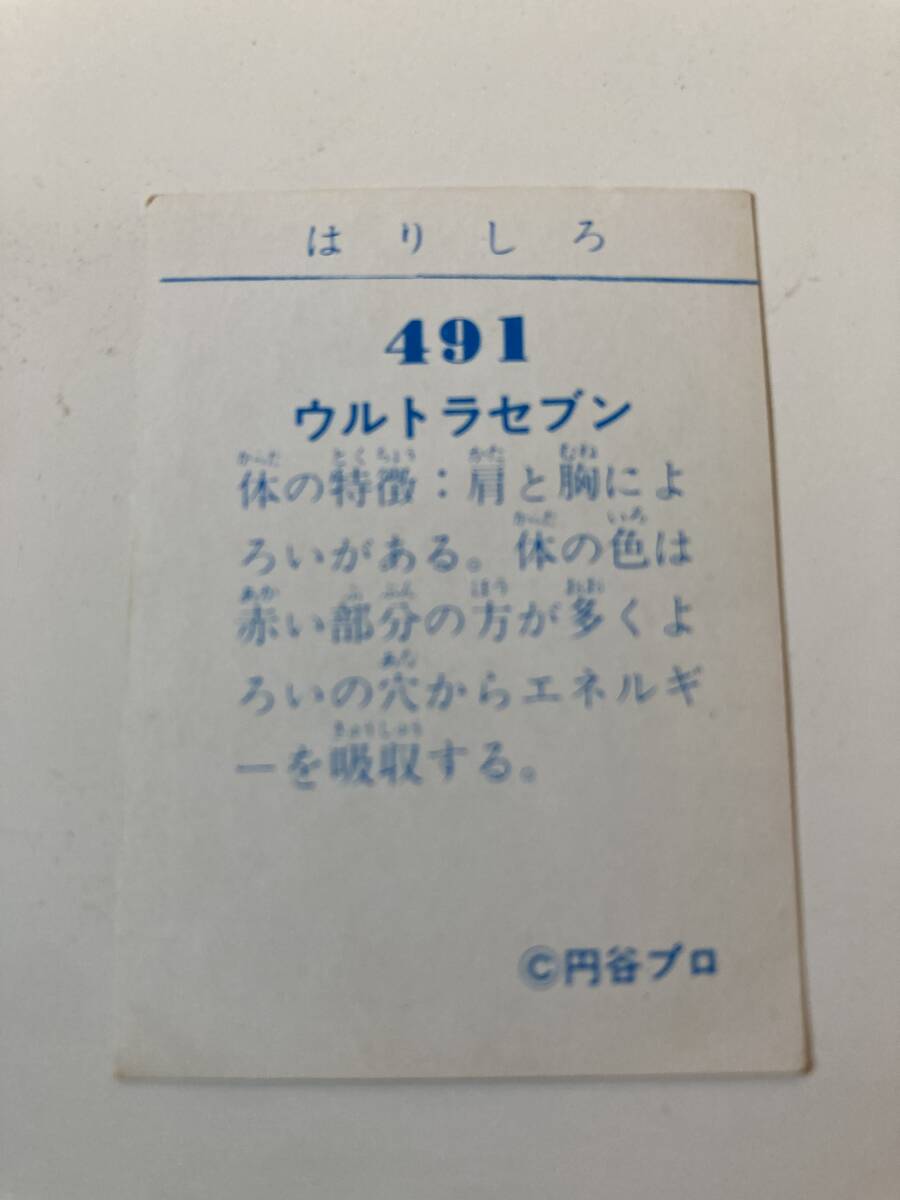 はりしろ
491
ウルトラセブン
体の特徴：肩と胸によ
ろいがある。体の色は
赤い部分の方が多くよ
ろいの穴からエネルギ
ーを吸収する。
©円谷プロ